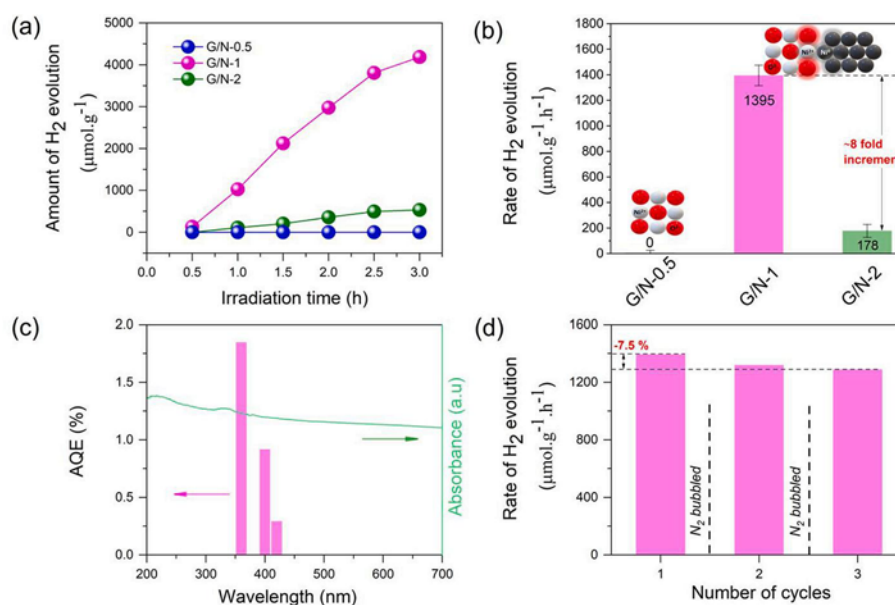 (a)
Amount of H2 evolution
(µmol.g-1)
5000
4000
3000
2000
1000
0
G/N-0.5
G/N-1
G/N-2
0.0 0.5 1.0 1.5 2.0 2.5 3.0
Irradiation time (h)
(b)
Rate of H2 evolution
(µmol.g-1.h-1)
1800
1600
1400
1200
1000
800
600
400
200
0
0
1395
178
~8 fold
increment
G/N-0.5
G/N-1
G/N-2
(c)
AQE (%)
2.0
1.5
1.0
0.5
0.0
200 300 400 500 600 700
Wavelength (nm)
Absorbance (a.u)
(d)
Rate of H2 evolution
(µmol.g-1.h-1)
1600
1200
800
400
0
-7.5 %
N2 bubbled
N2 bubbled
1 2 3
Number of cycles